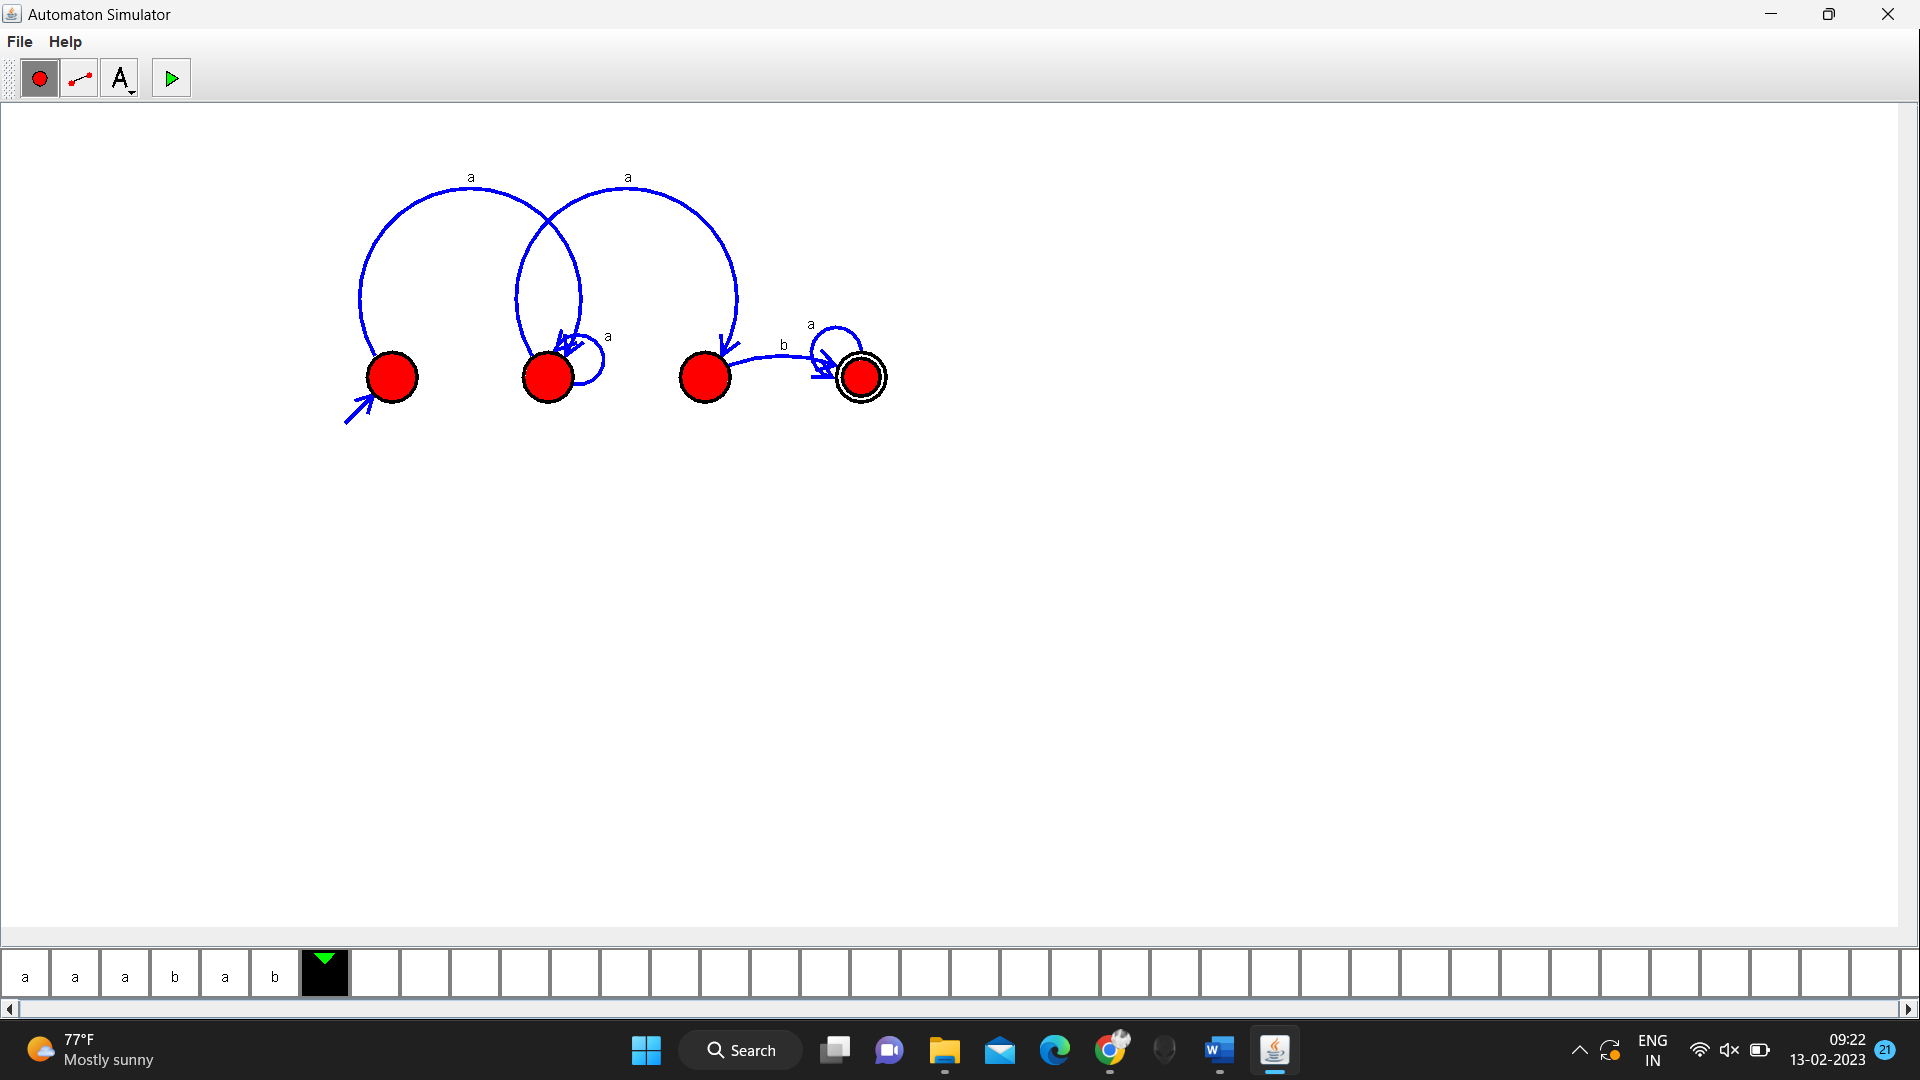 Automaton Simulator
File Help
A
a a
a
a
b
a a a b a b
77°F
Mostly sunny
Search
W
ENG
IN
09:22
13-02-2023
21